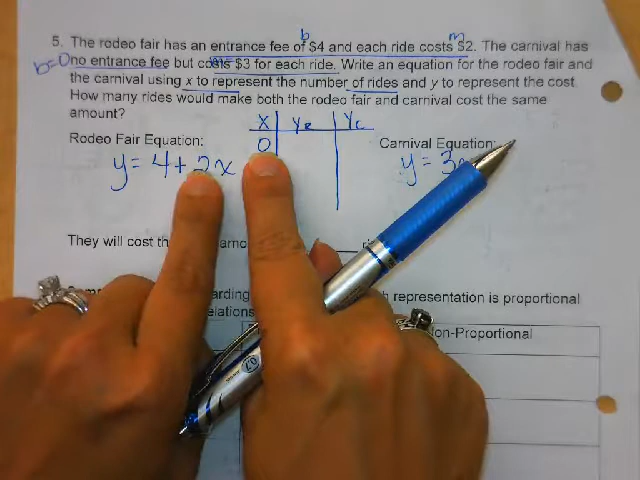 b m
5. The rodeo fair has an entrance fee of $4 and each ride costs $2. The carnival has
b=0 no entrance fee but costs $3 for each ride. Write an equation for the rodeo fair and
the carnival using x to represent the number of rides and y to represent the cost.
How many rides would make both the rodeo fair and carnival cost the same
amount?
x yR yc
Rodeo Fair Equation: 0 Carnival Equation:
y = 4 + 2x y = 3
They will cost
representation is proportional
on-Proportional
07